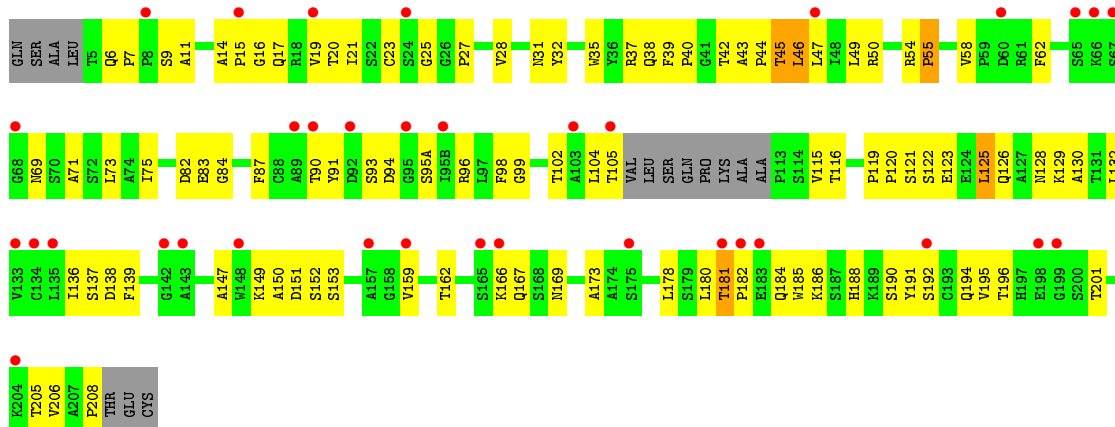 GLN SER ALA LEU T5 Q6 P7 P8 S9 A11 A14 P15 G16 Q17 R18 V19 T20 I21 S22 C23 S24 G25 G26 P27 V28 N31 Y32 W35 Y36 R37 Q38 F39 P40 G41 T42 A43 P44 T45 L46 L47 I48 L49 R50 R54 P55 V58 P59 D60 R61 F62 S65 K66 S67
G68 N69 S70 A71 S72 L73 A74 I75 D82 E83 G84 F87 C88 A89 T90 Y91 D92 S93 D94 G95 S95A I95B R96 L97 F98 G99 T102 A103 L104 T105 VAL LEU SER GLN PRO LYS ALA ALA P113 S114 V115 T116 P119 P120 S121 S122 E123 E124 L125 Q126 A127 N128 K129 A130 T131 L132
V133 C134 L135 I136 S137 D138 F139 G142 A143 A147 W148 K149 A150 D151 S152 S153 A157 G158 V159 T162 S165 K166 Q167 S168 N169 A173 A174 S175 L178 S179 L180 T181 P182 E183 Q184 W185 K186 S187 H188 K189 S190 Y191 S192 C193 Q194 V195 T196 H197 E198 G199 S200 T201
K204 T205 V206 A207 P208 THR GLU CYS